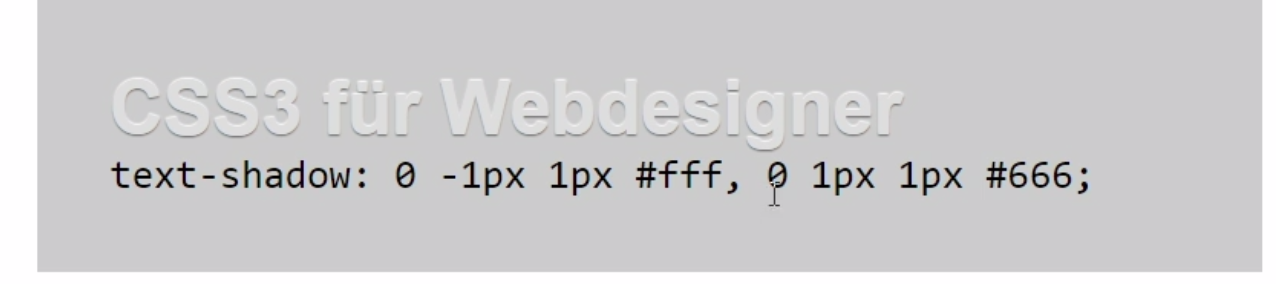 CSS3 für Webdesigner
text-shadow: 0 -1px 1px #fff, 0 1px 1px #666;